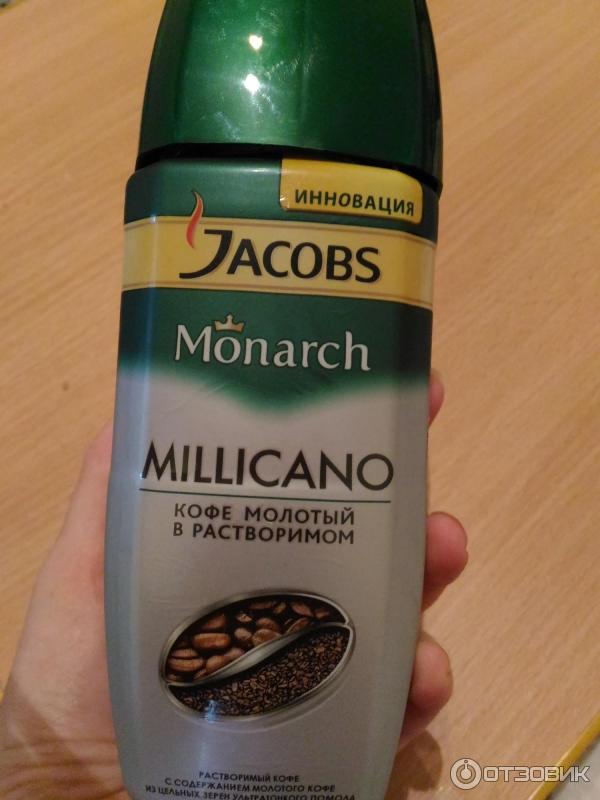 ИННОВАЦИЯ
JACOBS
Monarch
MILLICANO
КОФЕ МОЛОТЫЙ
В РАСТВОРИМОМ
РАСТВОРИМЫЙ КОФЕ
С СОДЕРЖАНИЕМ МОЛОТОГО КОФЕ
ИЗ ЦЕЛЬНЫХ ЗЕРЕН УЛЬТРАТОНКОГО ПОМОЛА
ОТЗОВИК